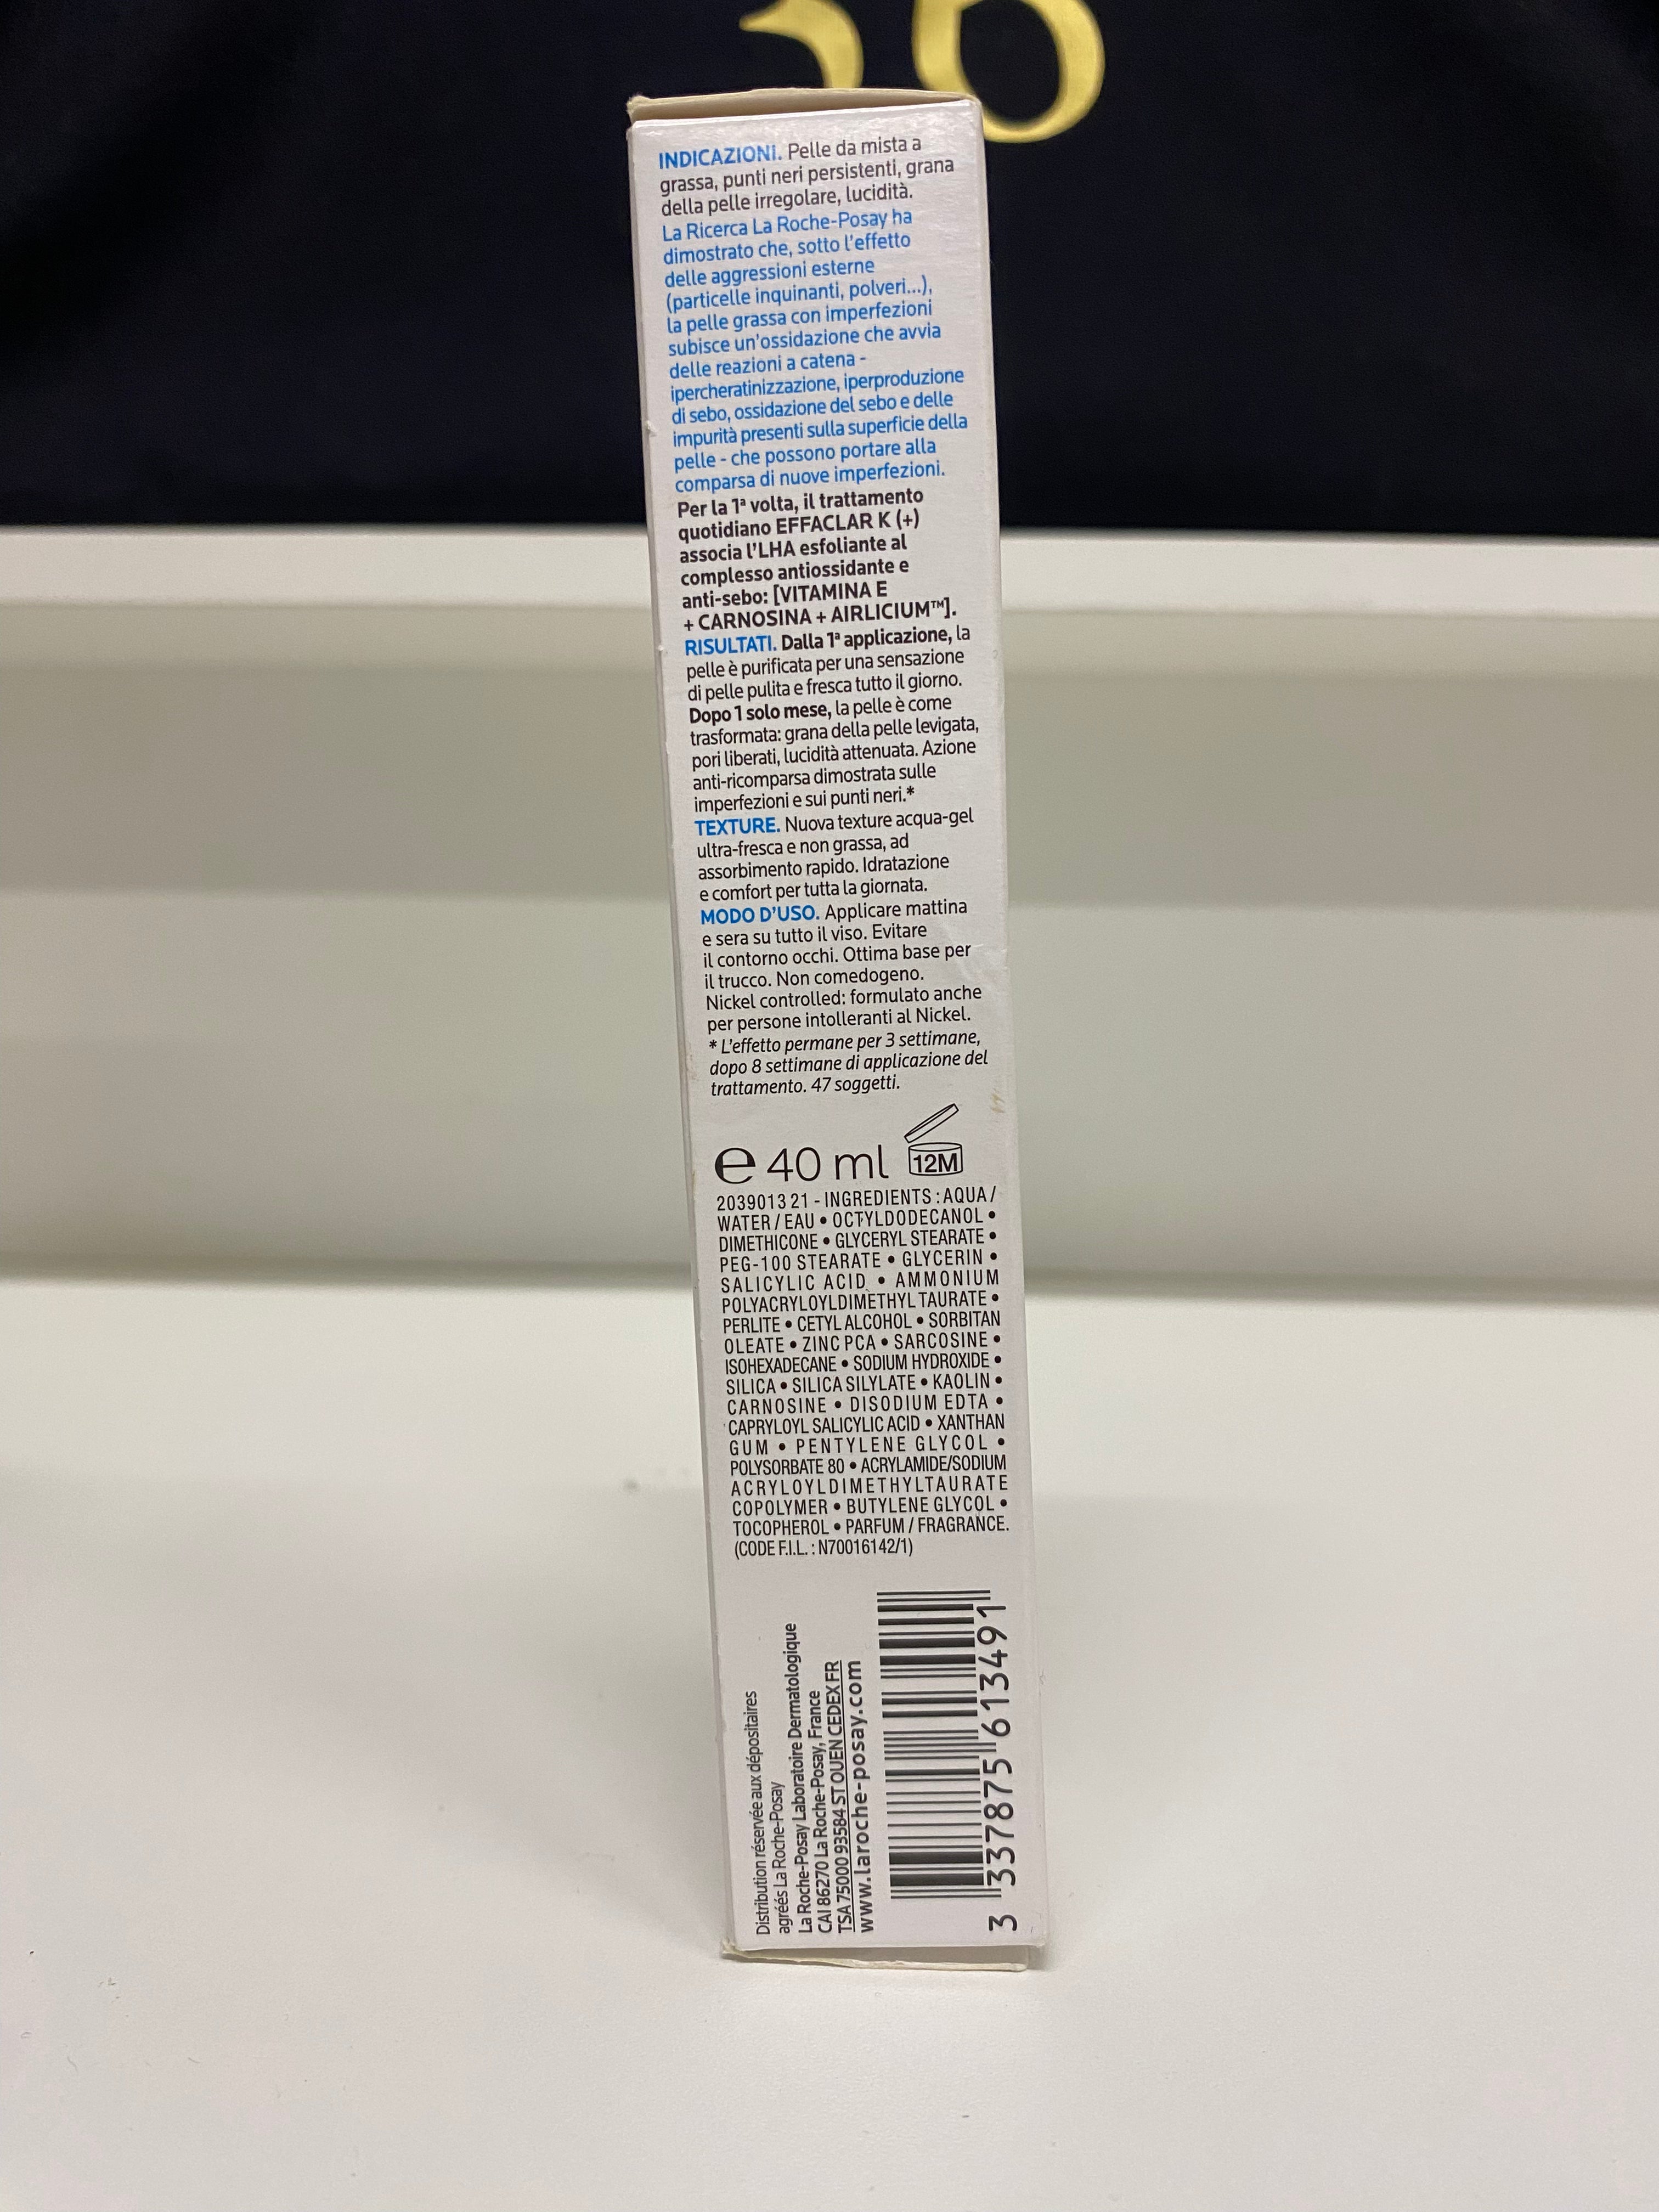 INDICAZIONI. Pelle da mista a
grassa, punti neri persistenti, grana
della pelle irregolare, lucidità.
La Ricerca La Roche-Posay ha
dimostrato che, sotto l'effetto
delle aggressioni esterne
(particelle inquinanti, polveri...),
la pelle grassa con imperfezioni
subisce un'ossidazione che avvia
delle reazioni a catena -
ipercheratinizzazione, iperproduzione
di sebo, ossidazione del sebo e delle
impurità presenti sulla superficie della
pelle - che possono portare alla
comparsa di nuove imperfezioni.
Per la 1ª volta, il trattamento
quotidiano EFFACLAR K (+)
associa l'LHA esfoliante al
complesso antiossidante e
anti-sebo: [VITAMINA E
+ CARNOSINA + AIRLICIUM™].
RISULTATI. Dalla 1ª applicazione, la
pelle è purificata per una sensazione
di pelle pulita e fresca tutto il giorno.
Dopo 1 solo mese, la pelle è come
trasformata: grana della pelle levigata,
pori liberati, lucidità attenuata. Azione
anti-ricomparsa dimostrata sulle
imperfezioni e sui punti neri.*
TEXTURE. Nuova texture acqua-gel
ultra-fresca e non grassa, ad
assorbimento rapido. Idratazione
e comfort per tutta la giornata.
MODO D'USO. Applicare mattina
e sera su tutto il viso. Evitare
il contorno occhi. Ottima base per
il trucco. Non comedogeno.
Nickel controlled: formulato anche
per persone intolleranti al Nickel.
* L'effetto permane per 3 settimane,
dopo 8 settimane di applicazione del
trattamento. 47 soggetti.
℮ 40 ml 12M
2039013 21 - INGREDIENTS : AQUA /
WATER / EAU • OCTYLDODECANOL •
DIMETHICONE • GLYCERYL STEARATE •
PEG-100 STEARATE • GLYCERIN •
SALICYLIC ACID • AMMONIUM
POLYACRYLOYLDIMETHYL TAURATE •
PERLITE • CETYL ALCOHOL • SORBITAN
OLEATE • ZINC PCA • SARCOSINE •
ISOHEXADECANE • SODIUM HYDROXIDE •
SILICA • SILICA SILYLATE • KAOLIN •
CARNOSINE • DISODIUM EDTA •
CAPRYLOYL SALICYLIC ACID • XANTHAN
GUM • PENTYLENE GLYCOL •
POLYSORBATE 80 • ACRYLAMIDE/SODIUM
ACRYLOYLDIMETHYLTAURATE
COPOLYMER • BUTYLENE GLYCOL •
TOCOPHEROL • PARFUM / FRAGRANCE.
(CODE F.I.L. : N70016142/1)
Distribution réservée aux dépositaires
agréés La Roche-Posay
La Roche-Posay Laboratoire Dermatologique
CAI 86270 La Roche-Posay, France
TSA 75000 93584 ST OUEN CEDEX FR
www.laroche-posay.com
3 337875 613491